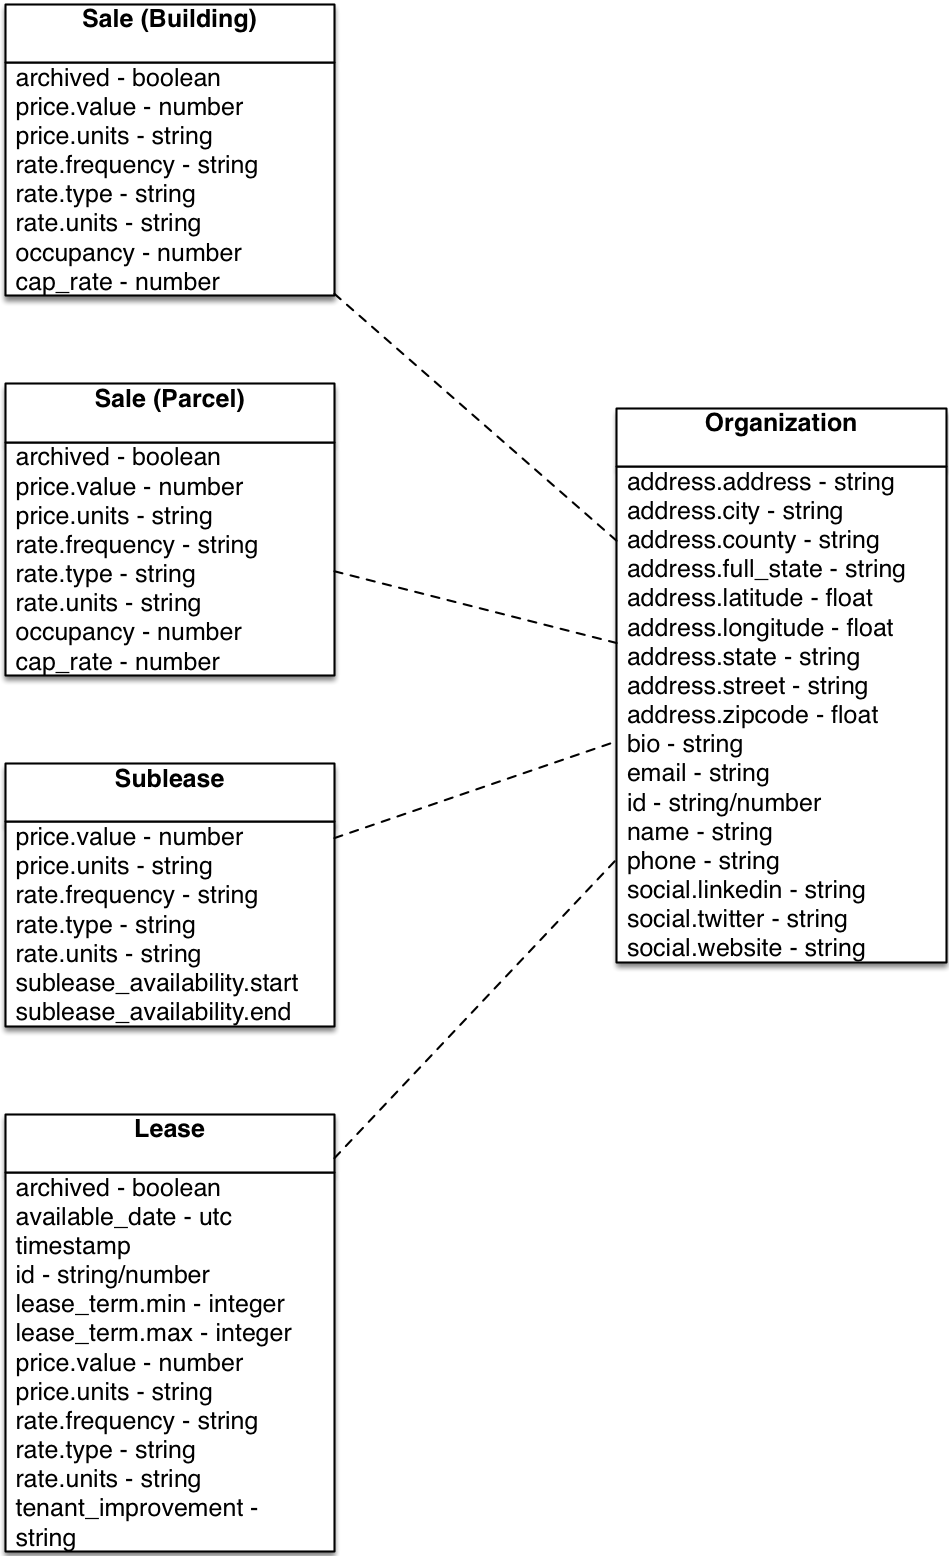 Sale (Building)
archived - boolean
price.value - number
price.units - string
rate.frequency - string
rate.type - string
rate.units - string
occupancy - number
cap_rate - number
Sale (Parcel)
archived - boolean
price.value - number
price.units - string
rate.frequency - string
rate.type - string
rate.units - string
occupancy - number
cap_rate - number
Sublease
price.value - number
price.units - string
rate.frequency - string
rate.type - string
rate.units - string
sublease_availability.start
sublease_availability.end
Lease
archived - boolean
available_date - utc
timestamp
id - string/number
lease_term.min - integer
lease_term.max - integer
price.value - number
price.units - string
rate.frequency - string
rate.type - string
rate.units - string
tenant_improvement -
string
Organization
address.address - string
address.city - string
address.county - string
address.full_state - string
address.latitude - float
address.longitude - float
address.state - string
address.street - string
address.zipcode - float
bio - string
email - string
id - string/number
name - string
phone - string
social.linkedin - string
social.twitter - string
social.website - string